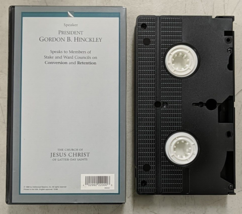 Speaker
PRESIDENT
GORDON B. HINCKLEY
Speaks to Members of
Stake and Ward Councils on
Conversion and Retention
THE CHURCH OF
JESUS CHRIST
OF LATTER-DAY SAINTS